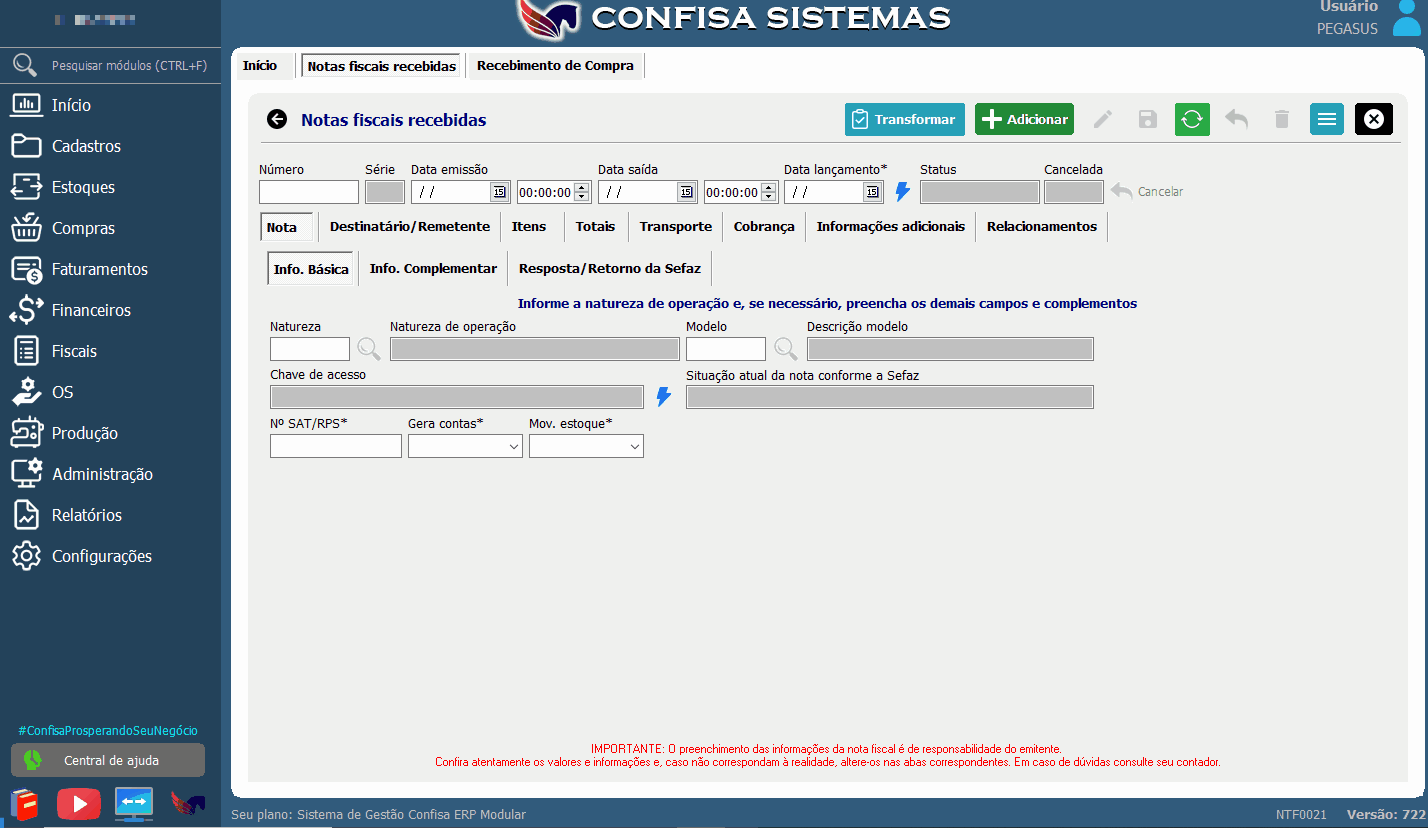 CONFISA SISTEMAS
Usuário
PEGASUS
Pesquisar módulos (CTRL+F)
Início
Cadastros
Estoques
Compras
Faturamentos
Financeiros
Fiscais
OS
Produção
Administração
Relatórios
Configurações
#ConfisaProsperandoSeuNegócio
Central de ajuda
Início Notas fiscais recebidas Recebimento de Compra
Notas fiscais recebidas Transformar Adicionar
Número Série Data emissão Data saída Data lançamento* Status Cancelada
/ / 15 00:00:00 / / 15 00:00:00 / / 15 Cancelar
Nota Destinatário/Remetente Itens Totais Transporte Cobrança Informações adicionais Relacionamentos
Info. Básica Info. Complementar Resposta/Retorno da Sefaz
Informe a natureza de operação e, se necessário, preencha os demais campos e complementos
Natureza Natureza de operação Modelo Descrição modelo
Chave de acesso Situação atual da nota conforme a Sefaz
Nº SAT/RPS* Gera contas* Mov. estoque*
IMPORTANTE: O preenchimento das informações da nota fiscal é de responsabilidade do emitente.
Confira atentamente os valores e informações e, caso não correspondam à realidade, altere-os nas abas correspondentes. Em caso de dúvidas consulte seu contador.
Seu plano: Sistema de Gestão Confisa ERP Modular NTF0021 Versão: 722